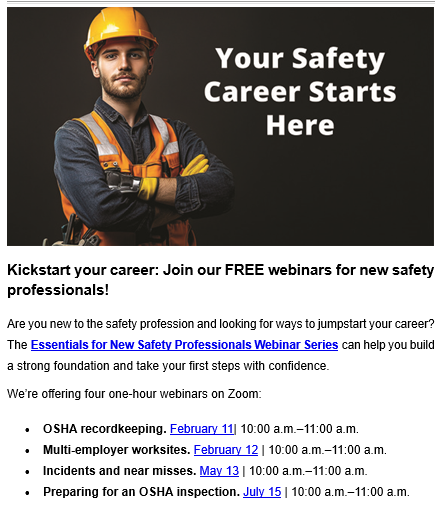 Your Safety
Career Starts
Here
Kickstart your career: Join our FREE webinars for new safety
professionals!
Are you new to the safety profession and looking for ways to jumpstart your career?
The Essentials for New Safety Professionals Webinar Series can help you build
a strong foundation and take your first steps with confidence.
We’re offering four one-hour webinars on Zoom:
• OSHA recordkeeping. February 11| 10:00 a.m.–11:00 a.m.
• Multi-employer worksites. February 12 | 10:00 a.m.–11:00 a.m.
• Incidents and near misses. May 13 | 10:00 a.m.–11:00 a.m.
• Preparing for an OSHA inspection. July 15 | 10:00 a.m.–11:00 a.m.